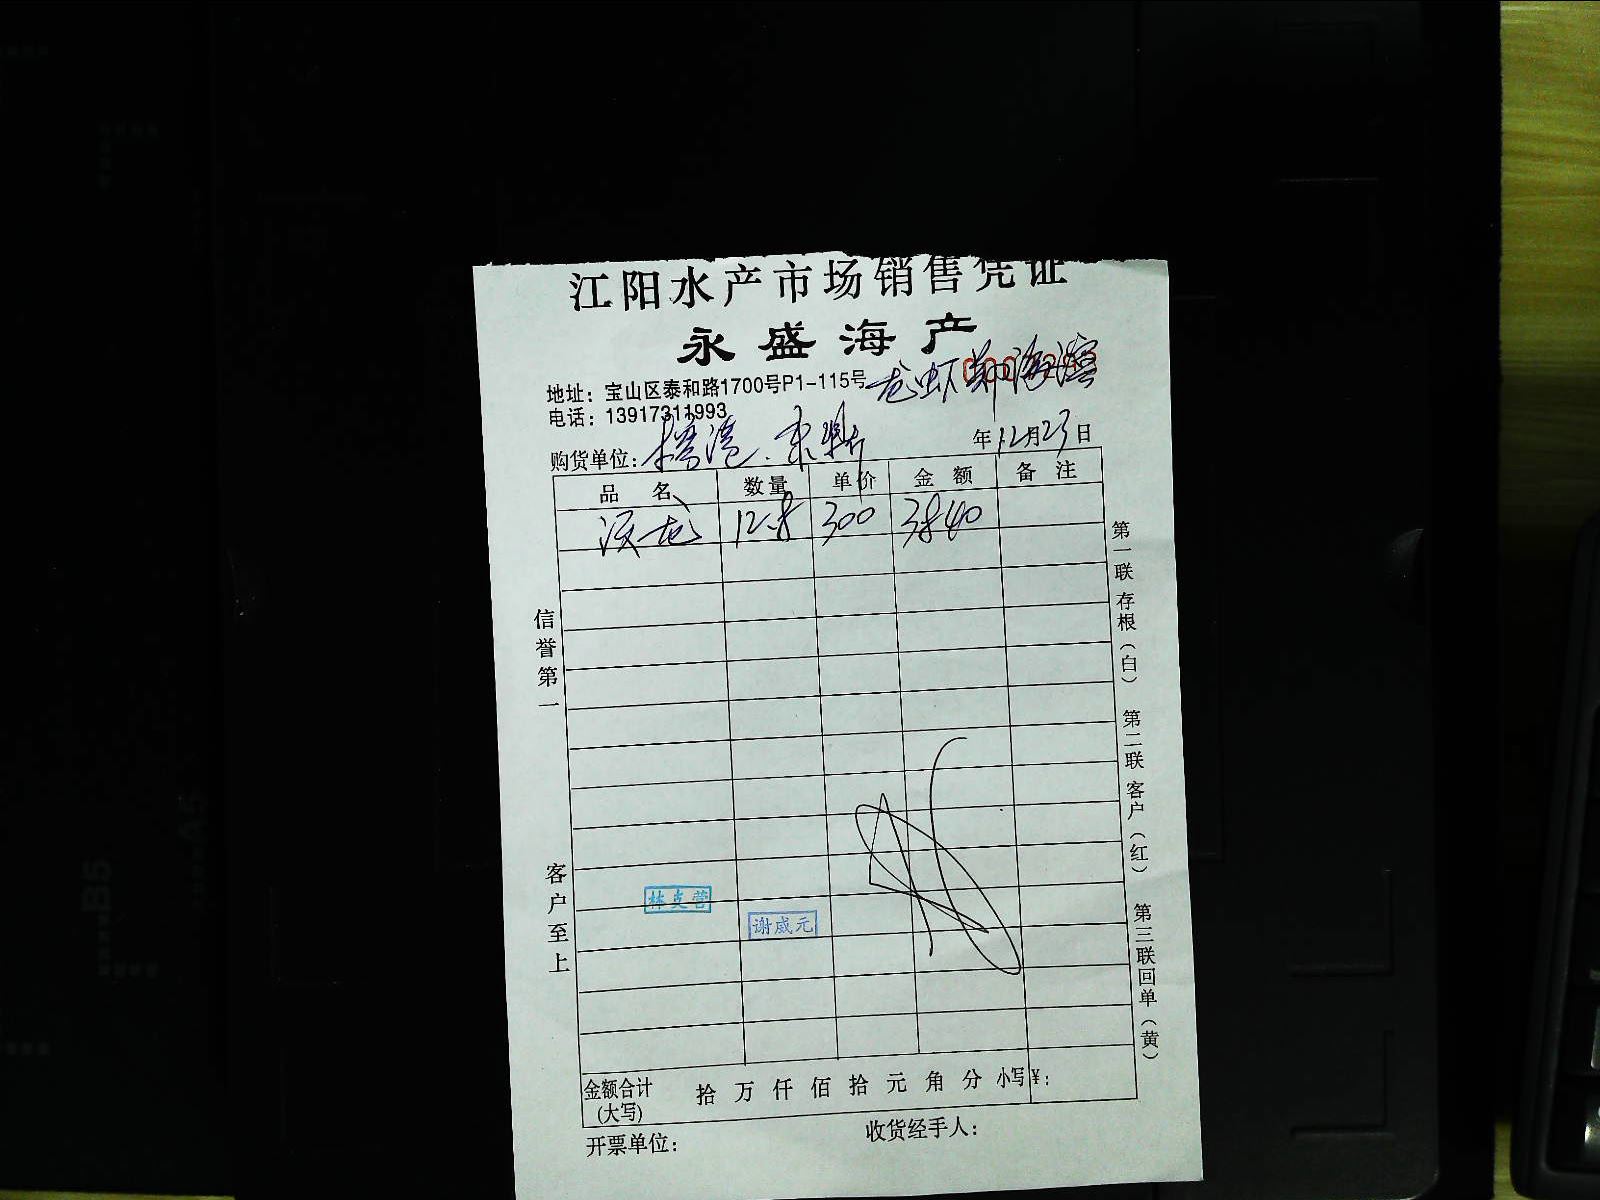 江阳水产市场销售凭证
永盛海产
地址：宝山区泰和路1700号P1-115号
龙虾
电话：13917311993
购货单位：
年12月23日
品 名 数量 单价 金 额 备 注
龙 12.8 300 3840
信誉第一
客户至上
第一联 存根（白） 第二联 客户（红） 第三联 回单（黄）
谢威元
金额合计（大写） 拾 万 仟 佰 拾 元 角 分 小写¥：
开票单位： 收货经手人：